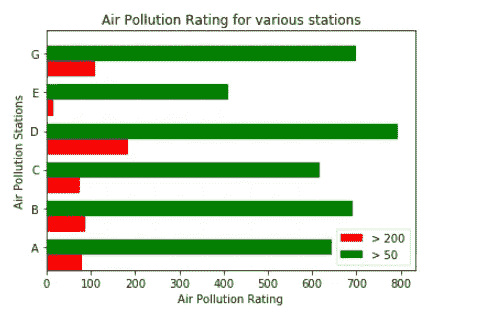 Air Pollution Rating for various stations
Air Pollution Stations
G
E
D
C
B
A
> 200
> 50
0 100 200 300 400 500 600 700 800
Air Pollution Rating